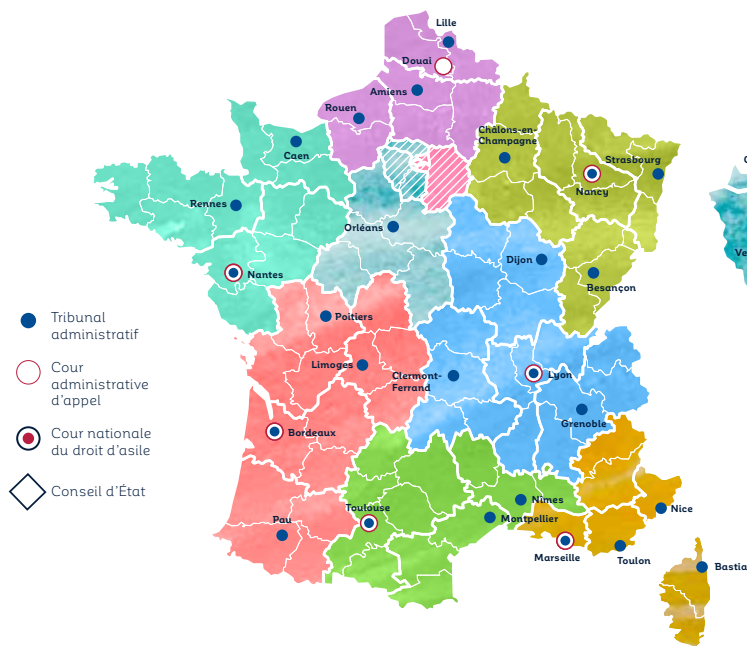 Lille
Douai
Amiens
Rouen
Caen
Châlons-en-
Champagne
Strasbourg
Nancy
Rennes
Orléans
Nantes
Dijon
Besançon
Poitiers
Limoges
Clermont-
Ferrand
Lyon
Grenoble
Bordeaux
Pau
Toulouse
Nîmes
Montpellier
Marseille
Toulon
Nice
Bastia
Tribunal
administratif
Cour
administrative
d'appel
Cour nationale
du droit d'asile
Conseil d'État